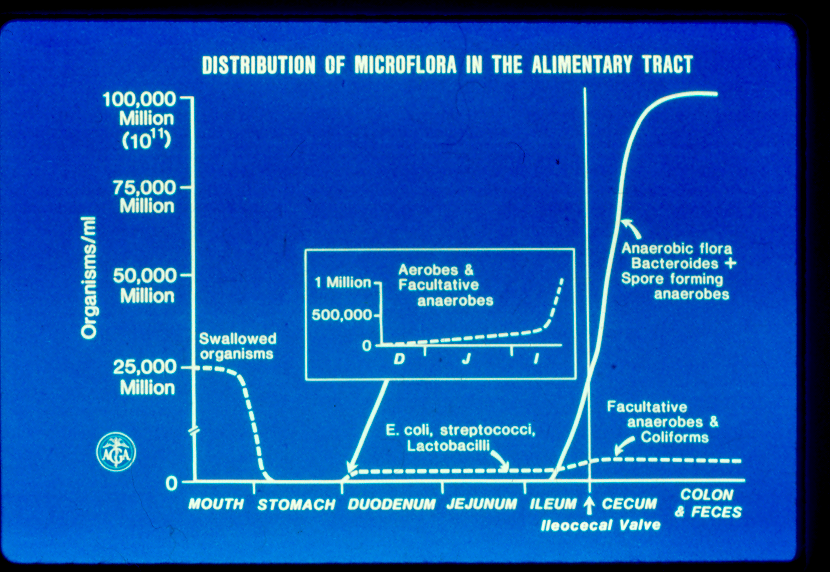 DISTRIBUTION OF MICROFLORA IN THE ALIMENTARY TRACT
100,000
Million
(10¹¹)
75,000
Million
50,000
Million
25,000
Million
0
Organisms/ml
Swallowed
organisms
Aerobes &
Facultative
anaerobes
1 Million
500,000
0
D J I
Anaerobic flora
Bacteroides +
Spore forming
anaerobes
E. coli, streptococci,
Lactobacilli
Facultative
anaerobes &
Coliforms
AGA
MOUTH STOMACH DUODENUM JEJUNUM ILEUM CECUM COLON
& FECES
Ileocecal Valve